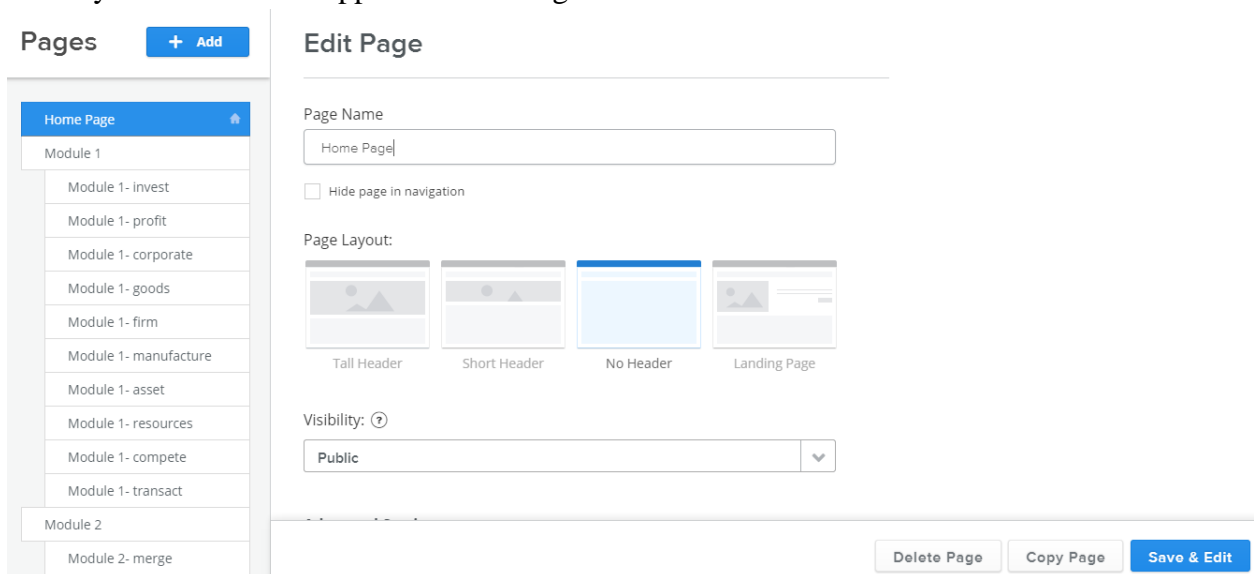 Pages
+ Add
Home Page
Module 1
Module 1- invest
Module 1- profit
Module 1- corporate
Module 1- goods
Module 1- firm
Module 1- manufacture
Module 1- asset
Module 1- resources
Module 1- compete
Module 1- transact
Module 2
Module 2- merge
Edit Page
Page Name
Home Page
Hide page in navigation
Page Layout:
Tall Header Short Header No Header Landing Page
Visibility: ?
Public
Delete Page Copy Page Save & Edit